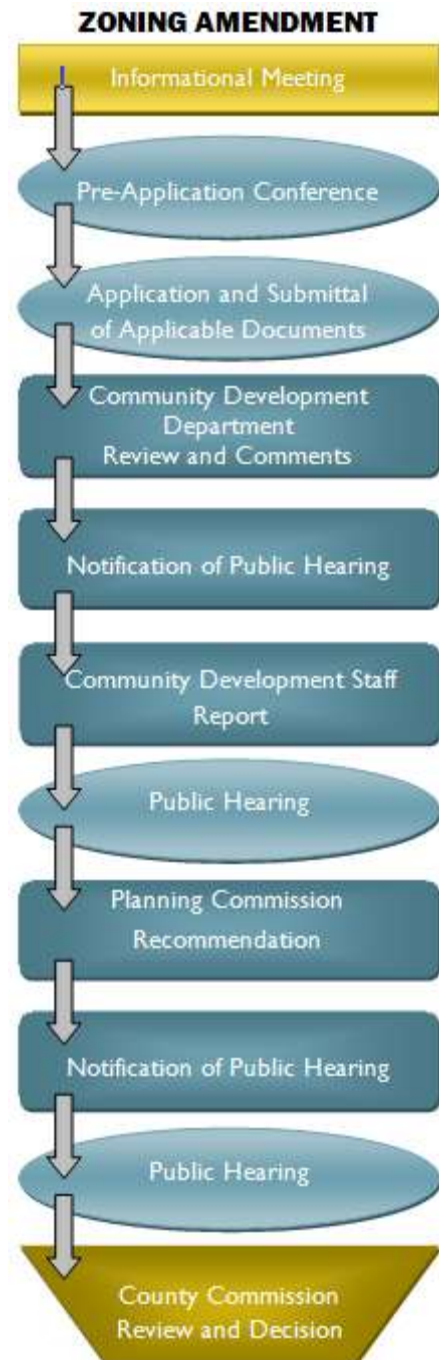 ZONING AMENDMENT
Informational Meeting
Pre-Application Conference
Application and Submittal
of Applicable Documents
Community Development
Department
Review and Comments
Notification of Public Hearing
Community Development Staff
Report
Public Hearing
Planning Commission
Recommendation
Notification of Public Hearing
Public Hearing
County Commission
Review and Decision